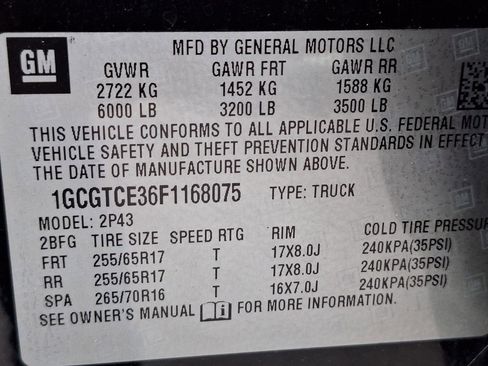 GM
MFD BY GENERAL MOTORS LLC
GVWR GAWR FRT GAWR RR
2722 KG 1452 KG 1588 KG
6000 LB 3200 LB 3500 LB
THIS VEHICLE CONFORMS TO ALL APPLICABLE U.S. FEDERAL MOT
VEHICLE SAFETY AND THEFT PREVENTION STANDARDS IN EFFECT
THE DATE OF MANUFACTURE SHOWN ABOVE.
1GCGTCE36F1168075 TYPE: TRUCK
MODEL: 2P43
2BFG TIRE SIZE SPEED RTG RIM COLD TIRE PRESSUR
FRT 255/65R17 T 17X8.0J 240KPA(35PSI)
RR 255/65R17 T 17X8.0J 240KPA(35PSI)
SPA 265/70R16 T 16X7.0J 240KPA(35PSI)
SEE OWNER'S MANUAL FOR MORE INFORMATION.